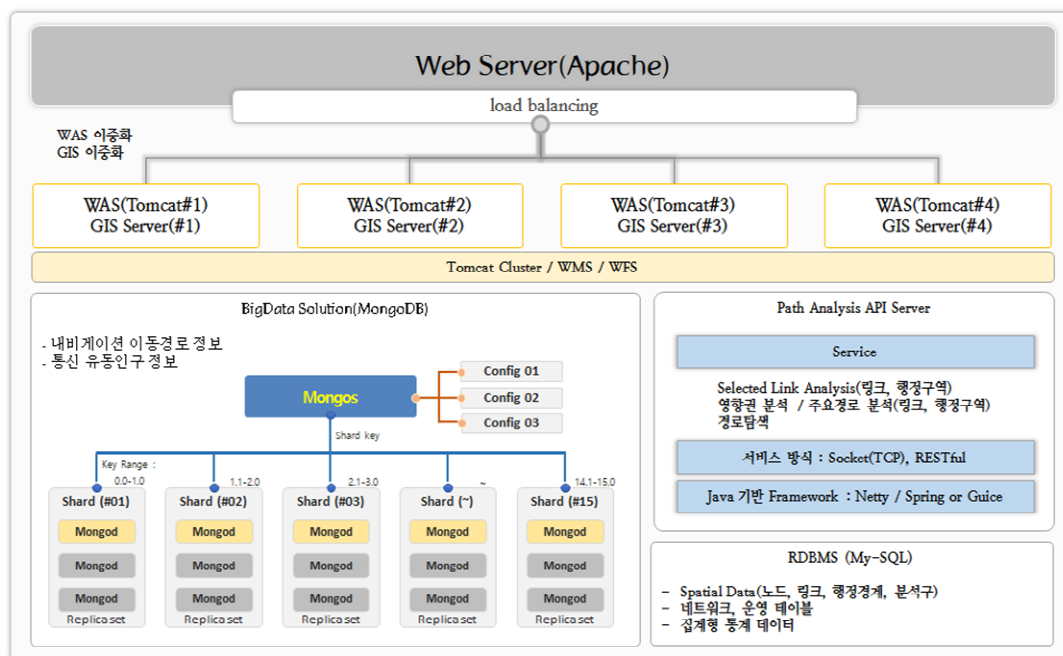 Web Server(Apache)
load balancing
WAS 이중화
GIS 이중화
WAS(Tomcat#1)
GIS Server(#1)
WAS(Tomcat#2)
GIS Server(#2)
WAS(Tomcat#3)
GIS Server(#3)
WAS(Tomcat#4)
GIS Server(#4)
Tomcat Cluster / WMS / WFS
BigData Solution(MongoDB)
- 내비게이션 이동경로 정보
- 통신 유동인구 정보
Mongos
Config 01
Config 02
Config 03
Shard key
Key Range :
0.0-1.0
1.1-2.0
2.1-3.0
~
14.1-15.0
Shard (#01)
Mongod
Mongod
Mongod
Replica set
Shard (#02)
Mongod
Mongod
Mongod
Replica set
Shard (#03)
Mongod
Mongod
Mongod
Replica set
Shard (~)
Mongod
Mongod
Mongod
Replica set
Shard (#15)
Mongod
Mongod
Mongod
Replica set
Path Analysis API Server
Service
Selected Link Analysis(링크, 행정구역)
영향권 분석 / 주요경로 분석(링크, 행정구역)
경로탐색
서비스 방식 : Socket(TCP), RESTful
Java 기반 Framework : Netty / Spring or Guice
RDBMS (My-SQL)
- Spatial Data(노드, 링크, 행정경계, 분석구)
- 네트워크, 운영 테이블
- 집계형 통계 데이터